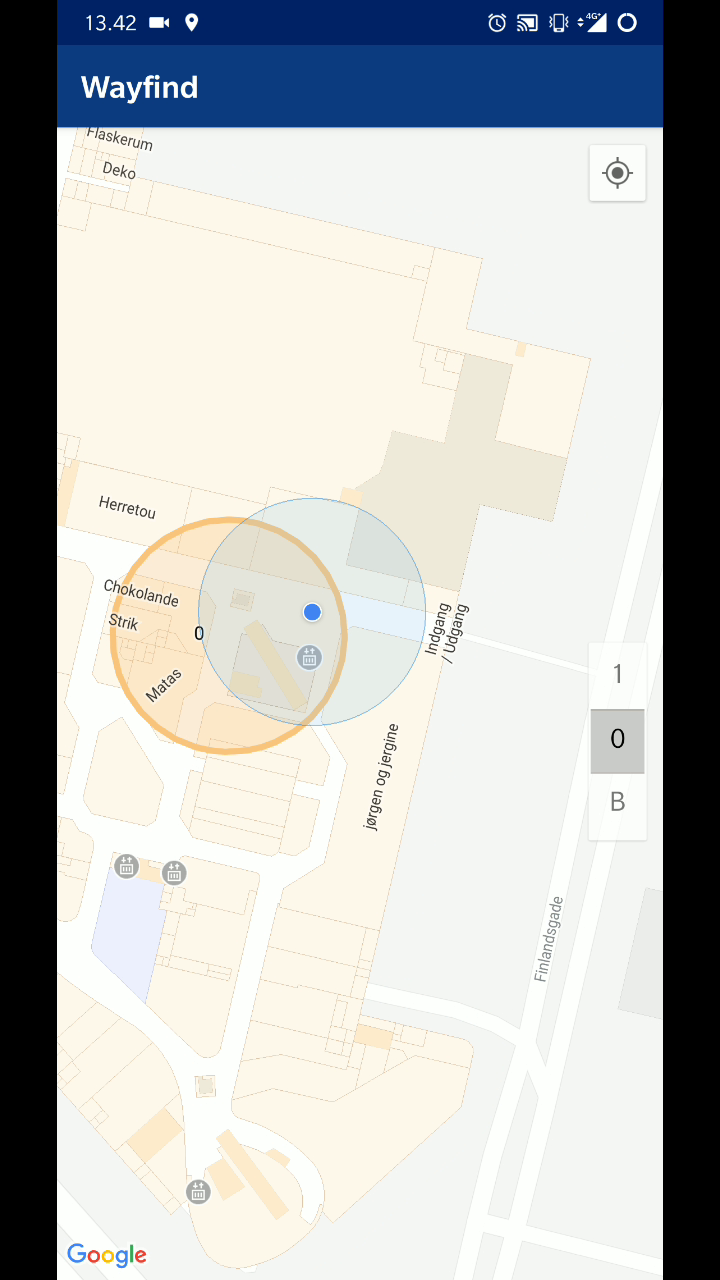 13.42
4G+
Wayfind
Flaskerum
Deko
Herretou
Chokolande
Strik
0
Matas
Indgang
/ Udgang
jørgen og jergine
1
0
B
Finlandsgade
Google